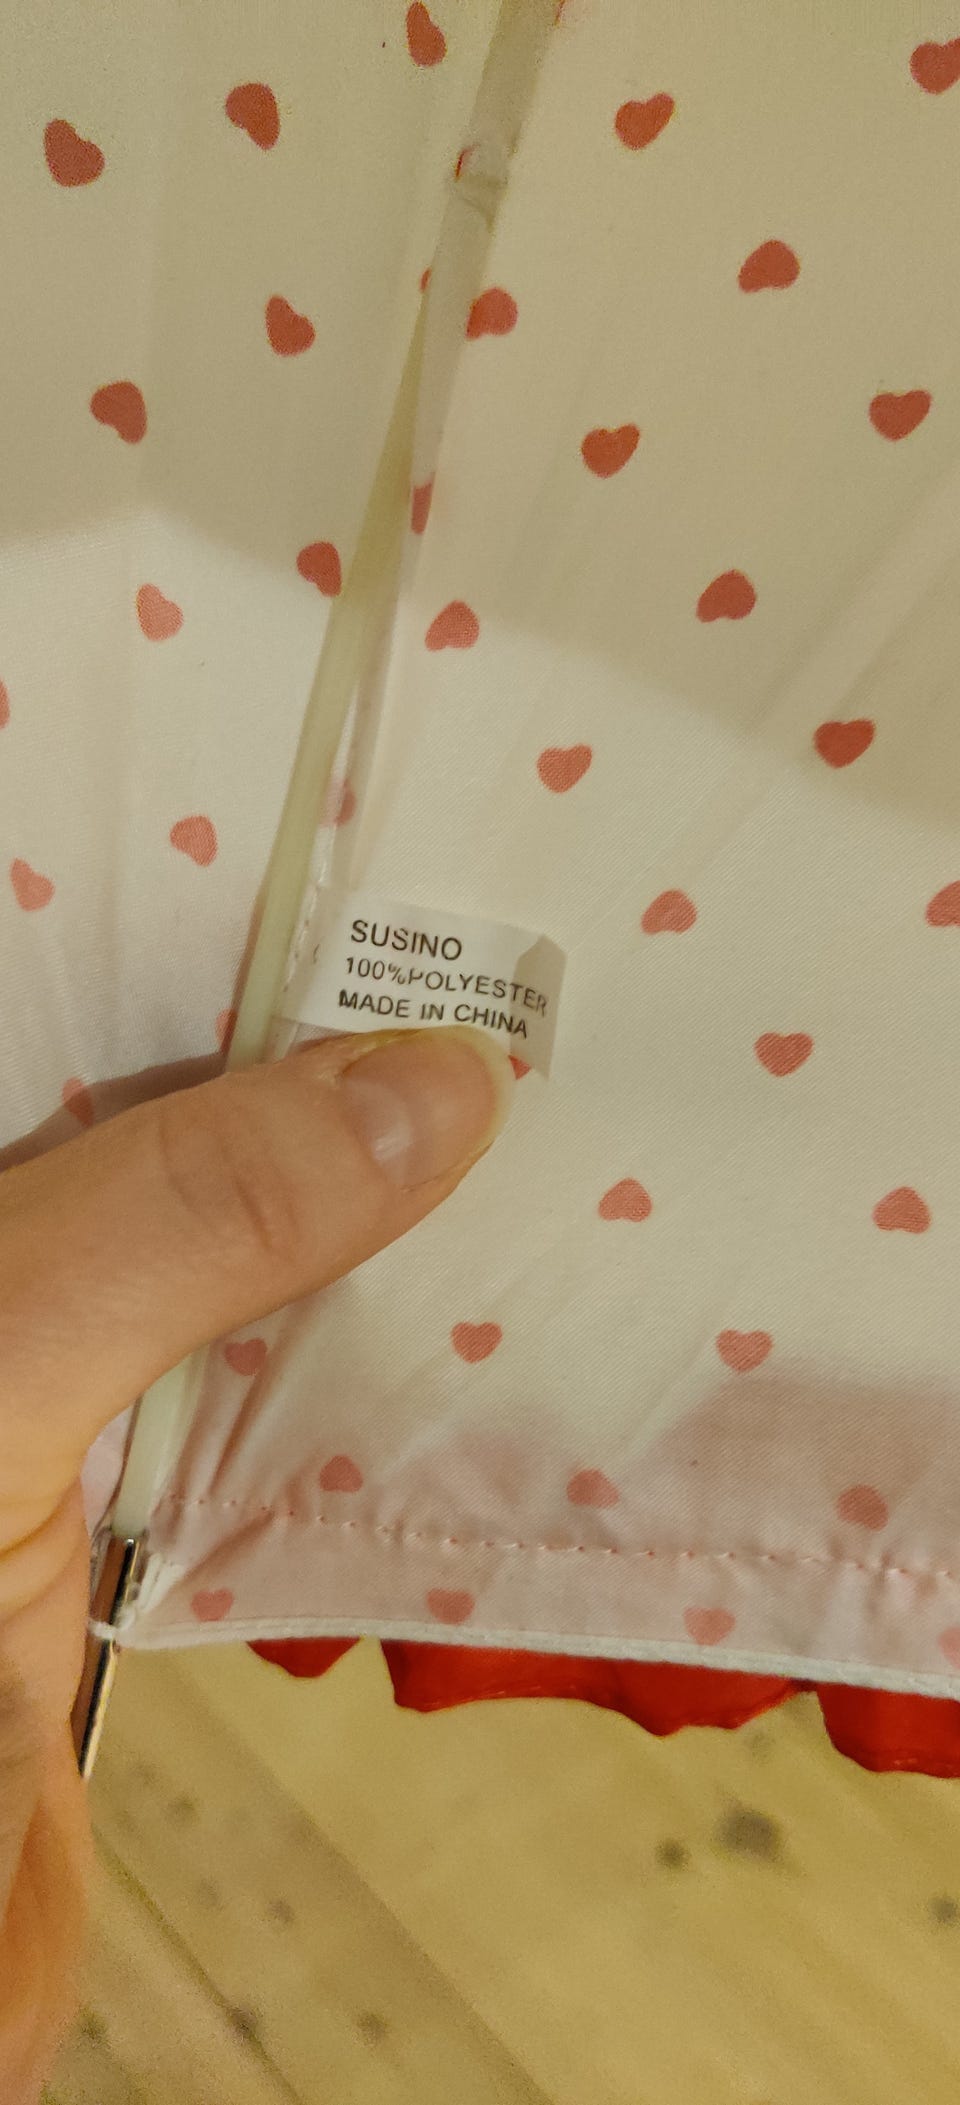 SUSINO
100%POLYESTER
MADE IN CHINA